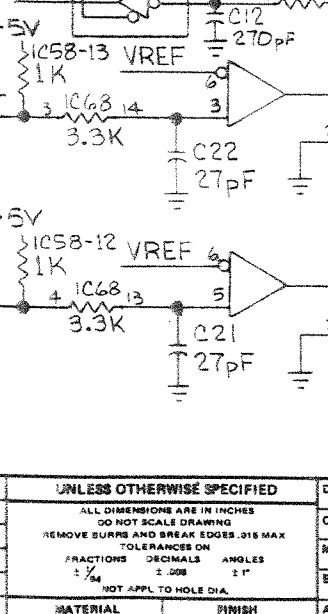 C12
270pF
5V
IC58-13
1K
VREF
6
3 IC68 14
3
3.3K
C22
27pF
5V
IC58-12
1K
VREF 6
4 IC68 13
5
3.3K
C21
27pF
UNLESS OTHERWISE SPECIFIED
ALL DIMENSIONS ARE IN INCHES
DO NOT SCALE DRAWING
REMOVE BURRS AND BREAK EDGES .015 MAX
TOLERANCES ON
FRACTIONS DECIMALS ANGLES
± 1/64 ± .008 ± 1°
NOT APPL TO HOLE DIA.
MATERIAL FINISH